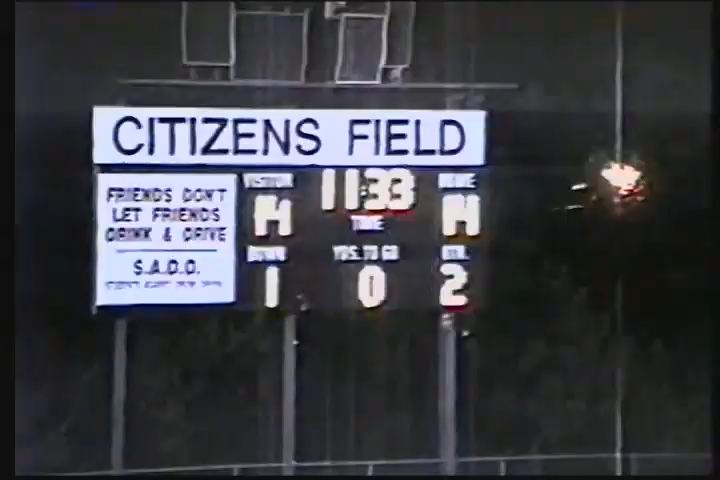 CITIZENS FIELD
FRIENDS DON'T
LET FRIENDS
DRINK & DRIVE
S.A.D.D.
VISITOR 11:33 HOME
14 TIME 14
DOWN YDS. TO GO QTR.
1 0 2